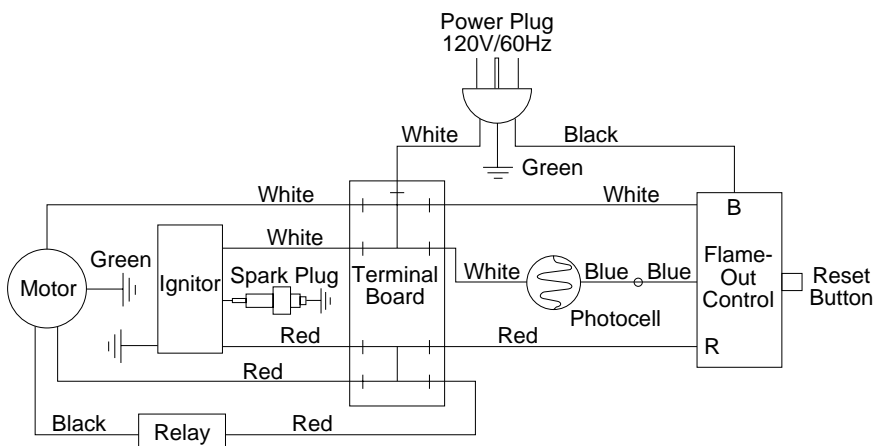 Power Plug
120V/60Hz
White
Black
Green
White
White
B
White
Green
Motor
Ignitor
Spark Plug
Terminal
Board
White
Blue
Blue
Photocell
Flame-
Out
Control
Reset
Button
Red
Red
R
Red
Black
Relay
Red